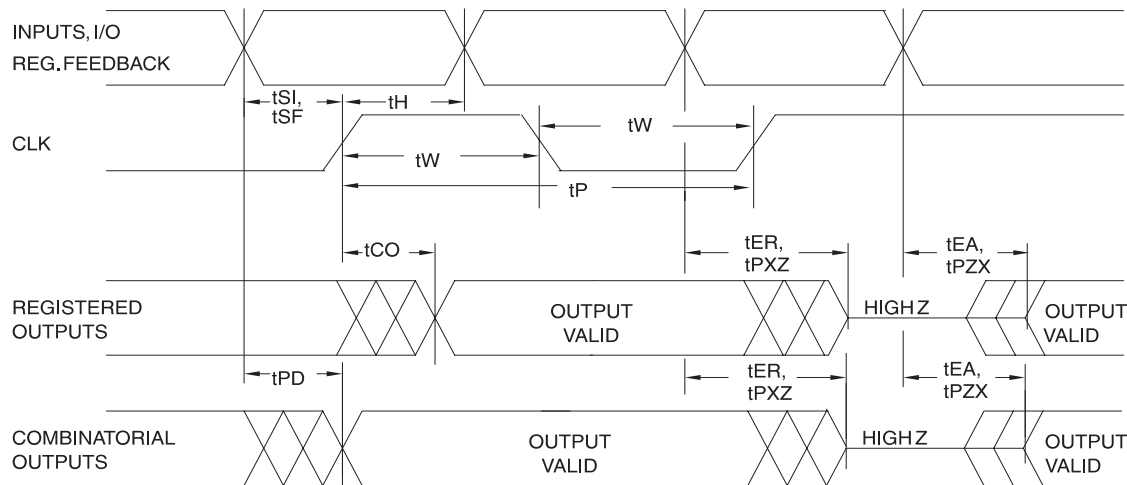 INPUTS, I/O
REG. FEEDBACK
tSI,
tSF
tH
CLK
tW
tW
tP
tCO
tER,
tPXZ
tEA,
tPZX
REGISTERED
OUTPUTS
OUTPUT
VALID
HIGH Z
OUTPUT
VALID
tPD
tER,
tPXZ
tEA,
tPZX
COMBINATORIAL
OUTPUTS
OUTPUT
VALID
HIGH Z
OUTPUT
VALID